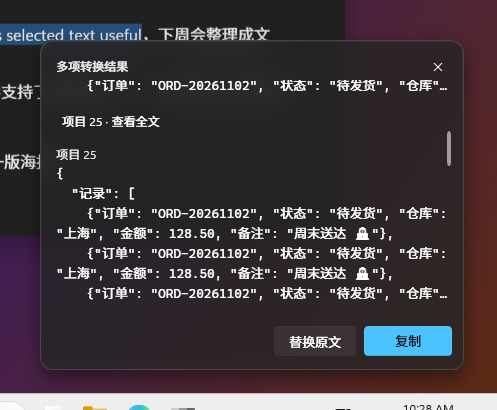 s selected text useful，下周会整理成文
多项转换结果
{"订单": "ORD-20261102", "状态": "待发货", "仓库"…
支持了
项目 25 · 查看全文
一版海
项目 25
{
"记录": [
{"订单": "ORD-20261102", "状态": "待发货", "仓库":
"上海", "金额": 128.50, "备注": "周末送达 "},
{"订单": "ORD-20261102", "状态": "待发货", "仓库":
"上海", "金额": 128.50, "备注": "周末送达 "},
{"订单": "ORD-20261102", "状态": "待发货", "仓库"…
替换原文
复制
10:28 AM